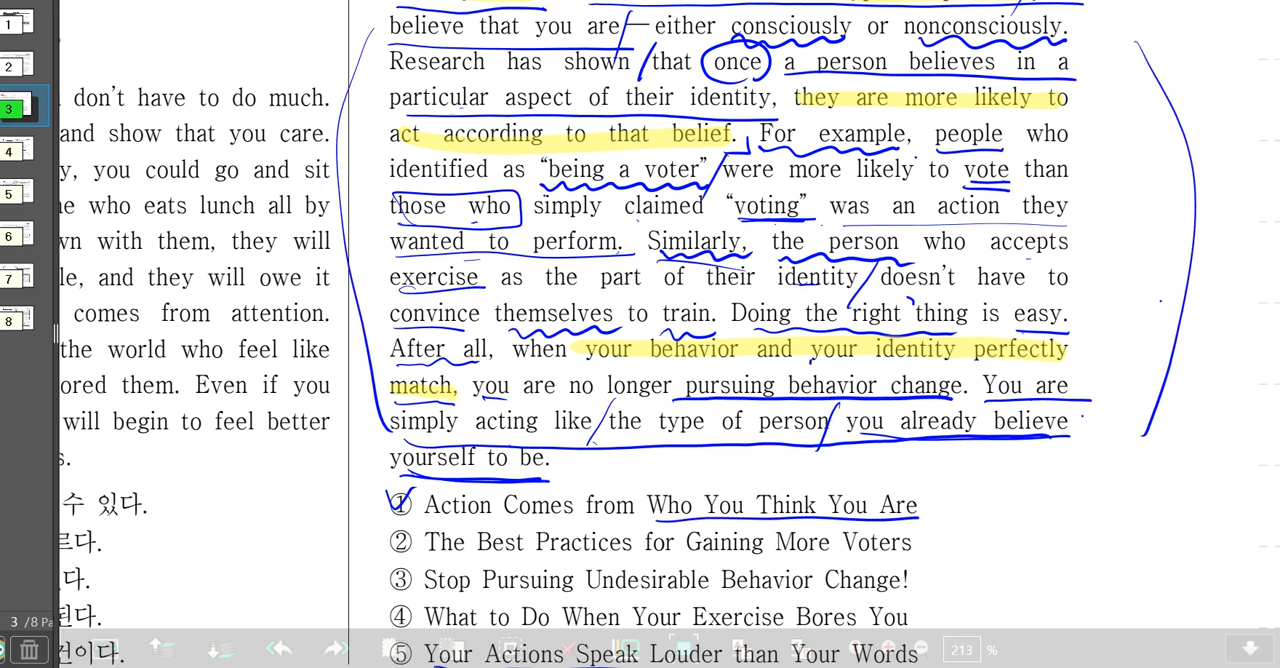 1
2
3
4
5
6
7
8
3 / 8 Pa
don't have to do much.
and show that you care.
y, you could go and sit
e who eats lunch all by
wn with them, they will
le, and they will owe it
comes from attention.
the world who feel like
ored them. Even if you
will begin to feel better
s.
수 있다.
르다.
다.
된다.
건이다.
believe that you are — either consciously or nonconsciously.
Research has shown that once a person believes in a
particular aspect of their identity, they are more likely to
act according to that belief. For example, people who
identified as “being a voter” were more likely to vote than
those who simply claimed “voting” was an action they
wanted to perform. Similarly, the person who accepts
exercise as the part of their identity doesn't have to
convince themselves to train. Doing the right thing is easy.
After all, when your behavior and your identity perfectly
match, you are no longer pursuing behavior change. You are
simply acting like the type of person you already believe
yourself to be.
① Action Comes from Who You Think You Are
② The Best Practices for Gaining More Voters
③ Stop Pursuing Undesirable Behavior Change!
④ What to Do When Your Exercise Bores You
⑤ Your Actions Speak Louder than Your Words
213 %